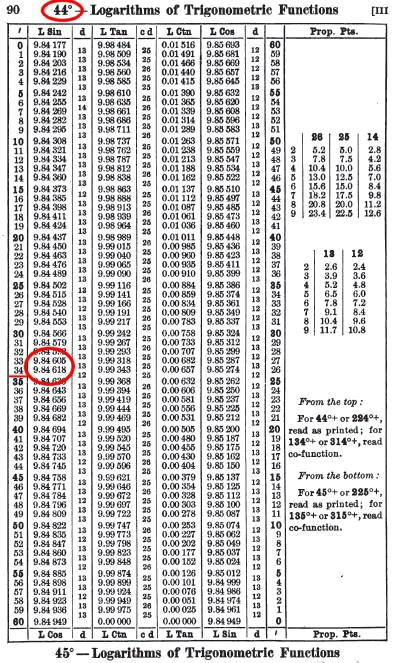 90 44°— Logarithms of Trigonometric Functions [III
′ L Sin d L Tan c d L Ctn L Cos d Prop. Pts.
0 9.84 177 13 9.98 484 25 0.01 516 9.85 693 12 60
1 9.84 190 13 9.98 509 25 0.01 491 9.85 681 12 59
2 9.84 203 13 9.98 534 26 0.01 466 9.85 669 12 58
3 9.84 216 13 9.98 560 25 0.01 440 9.85 657 12 57
4 9.84 229 13 9.98 585 25 0.01 415 9.85 645 13 56
5 9.84 242 13 9.98 610 25 0.01 390 9.85 632 12 55
6 9.84 255 14 9.98 635 26 0.01 365 9.85 620 12 54
7 9.84 269 13 9.98 661 25 0.01 339 9.85 608 12 53
8 9.84 282 13 9.98 686 25 0.01 314 9.85 596 13 52
9 9.84 295 13 9.98 711 26 0.01 289 9.85 583 12 51
10 9.84 308 13 9.98 737 25 0.01 263 9.85 571 12 50
11 9.84 321 13 9.98 762 25 0.01 238 9.85 559 12 49
12 9.84 334 13 9.98 787 25 0.01 213 9.85 547 13 48
13 9.84 347 13 9.98 812 26 0.01 188 9.85 534 12 47
14 9.84 360 13 9.98 838 25 0.01 162 9.85 522 12 46
15 9.84 373 12 9.98 863 25 0.01 137 9.85 510 13 45
16 9.84 385 13 9.98 888 25 0.01 112 9.85 497 12 44
17 9.84 398 13 9.98 913 26 0.01 087 9.85 485 12 43
18 9.84 411 13 9.98 939 25 0.01 061 9.85 473 13 42
19 9.84 424 13 9.98 964 25 0.01 036 9.85 460 12 41
20 9.84 437 13 9.98 989 26 0.01 011 9.85 448 12 40
21 9.84 450 13 9.99 015 25 0.00 985 9.85 436 13 39
22 9.84 463 13 9.99 040 25 0.00 960 9.85 423 12 38
23 9.84 476 13 9.99 065 25 0.00 935 9.85 411 12 37
24 9.84 489 13 9.99 090 26 0.00 910 9.85 399 13 36
25 9.84 502 13 9.99 116 25 0.00 884 9.85 386 12 35
26 9.84 515 13 9.99 141 25 0.00 859 9.85 374 13 34
27 9.84 528 12 9.99 166 25 0.00 834 9.85 361 12 33
28 9.84 540 13 9.99 191 26 0.00 809 9.85 349 12 32
29 9.84 553 13 9.99 217 25 0.00 783 9.85 337 13 31
30 9.84 566 13 9.99 242 25 0.00 758 9.85 324 12 30
31 9.84 579 13 9.99 267 26 0.00 733 9.85 312 13 29
32 9.84 592 13 9.99 293 25 0.00 707 9.85 299 12 28
33 9.84 605 13 9.99 318 25 0.00 682 9.85 287 13 27
34 9.84 618 12 9.99 343 25 0.00 657 9.85 274 12 26
35 9.84 630 13 9.99 368 26 0.00 632 9.85 262 12 25
36 9.84 643 13 9.99 394 25 0.00 606 9.85 250 13 24
37 9.84 656 13 9.99 419 25 0.00 581 9.85 237 12 23
38 9.84 669 13 9.99 444 25 0.00 556 9.85 225 13 22
39 9.84 682 12 9.99 469 26 0.00 531 9.85 212 12 21
40 9.84 694 13 9.99 495 25 0.00 505 9.85 200 13 20
41 9.84 707 13 9.99 520 25 0.00 480 9.85 187 12 19
42 9.84 720 13 9.99 545 25 0.00 455 9.85 175 13 18
43 9.84 733 12 9.99 570 26 0.00 430 9.85 162 12 17
44 9.84 745 13 9.99 596 25 0.00 404 9.85 150 13 16
45 9.84 758 13 9.99 621 25 0.00 379 9.85 137 12 15
46 9.84 771 13 9.99 646 26 0.00 354 9.85 125 13 14
47 9.84 784 12 9.99 672 25 0.00 328 9.85 112 12 13
48 9.84 796 13 9.99 697 25 0.00 303 9.85 100 13 12
49 9.84 809 13 9.99 722 25 0.00 278 9.85 087 13 11
50 9.84 822 13 9.99 747 26 0.00 253 9.85 074 12 10
51 9.84 835 12 9.99 773 25 0.00 227 9.85 062 13 9
52 9.84 847 13 9.99 798 25 0.00 202 9.85 049 12 8
53 9.84 860 13 9.99 823 25 0.00 177 9.85 037 13 7
54 9.84 873 12 9.99 848 26 0.00 152 9.85 024 12 6
55 9.84 885 13 9.99 874 25 0.00 126 9.85 012 13 5
56 9.84 898 13 9.99 899 25 0.00 101 9.84 999 13 4
57 9.84 911 12 9.99 924 25 0.00 076 9.84 986 12 3
58 9.84 923 13 9.99 949 26 0.00 051 9.84 974 13 2
59 9.84 936 13 9.99 975 25 0.00 025 9.84 961 12 1
60 9.84 949 0.00 000 0.00 000 9.84 949 0
L Cos d L Ctn c d L Tan L Sin d ′ Prop. Pts.
26 25 14
2 5.2 5.0 2.8
3 7.8 7.5 4.2
4 10.4 10.0 5.6
5 13.0 12.5 7.0
6 15.6 15.0 8.4
7 18.2 17.5 9.8
8 20.8 20.0 11.2
9 23.4 22.5 12.6
13 12
2 2.6 2.4
3 3.9 3.6
4 5.2 4.8
5 6.5 6.0
6 7.8 7.2
7 9.1 8.4
8 10.4 9.6
9 11.7 10.8
From the top :
For 44°+ or 224°+,
read as printed; for
134°+ or 314°+, read
co-function.
From the bottom :
For 45°+ or 225°+,
read as printed; for
135°+ or 315°+, read
co-function.
45° — Logarithms of Trigonometric Functions